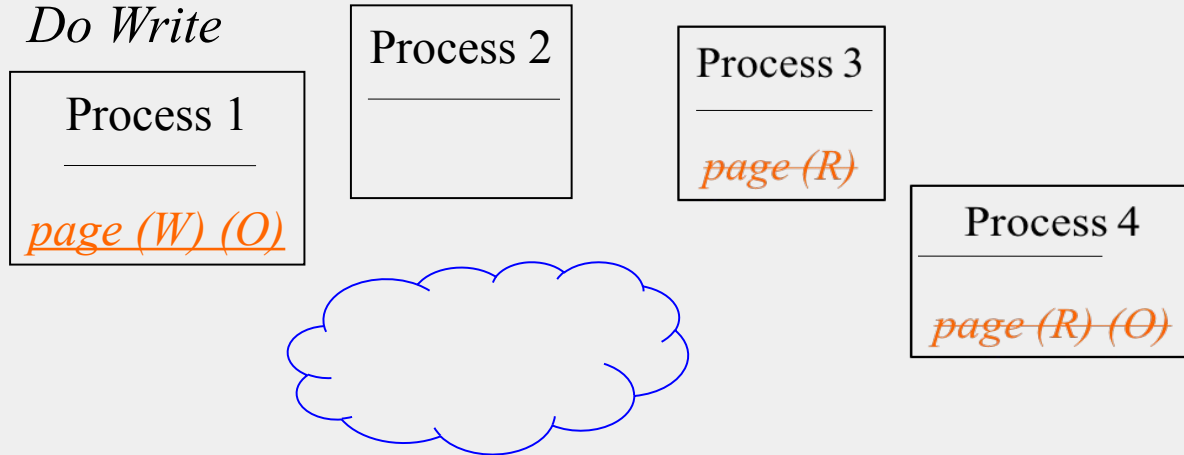 Do Write
Process 1
page (W) (O)
Process 2
Process 3
page (R)
Process 4
page (R) (O)